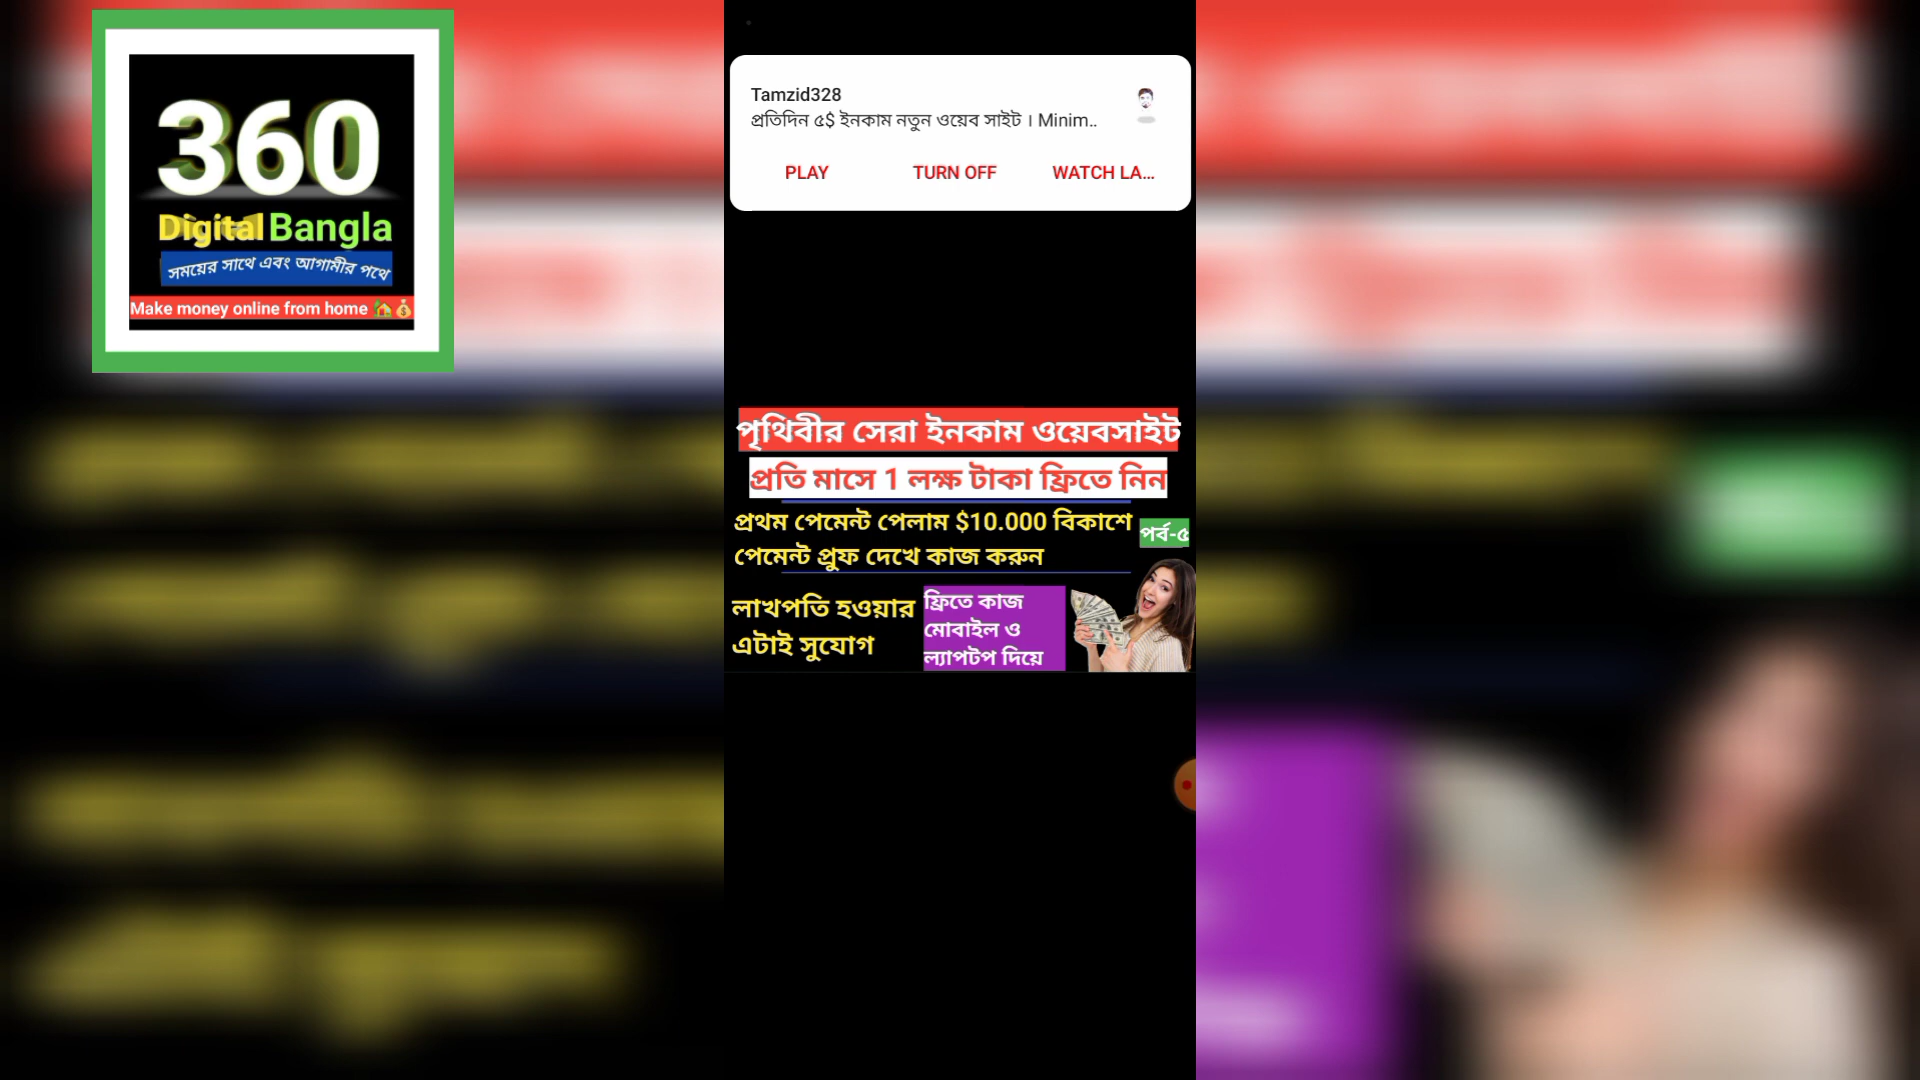 360
Digital Bangla
সময়ের সাথে এবং আগামীর পথে
Make money online from home
Tamzid328
প্রতিদিন ৫$ ইনকাম নতুন ওয়েব সাইট । Minim..
PLAY
TURN OFF
WATCH LA...
পৃথিবীর সেরা ইনকাম ওয়েবসাইট
প্রতি মাসে 1 লক্ষ টাকা ফ্রিতে নিন
প্রথম পেমেন্ট পেলাম $10.000 বিকাশে
পেমেন্ট প্রুফ দেখে কাজ করুন
পর্ব-৫
লাখপতি হওয়ার
এটাই সুযোগ
ফ্রিতে কাজ
মোবাইল ও
ল্যাপটপ দিয়ে